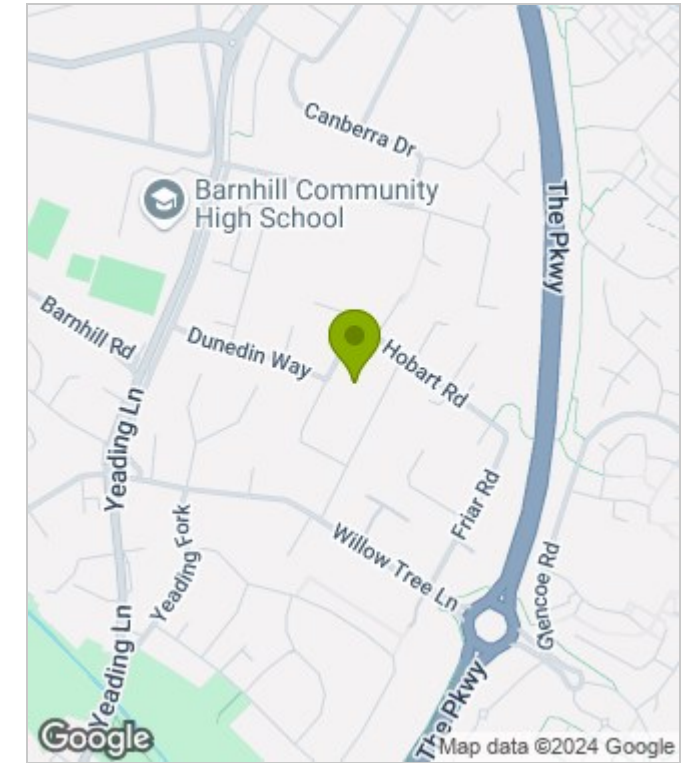 Canberra Dr
The Pkwy
Barnhill Community
High School
Barnhill Rd
Dunedin Way
Hobart Rd
Yeading Ln
Friar Rd
Yeading Fork
Willow Tree Ln
Glencoe Rd
Yeading Ln
The Pkwy
Google
Map data ©2024 Google